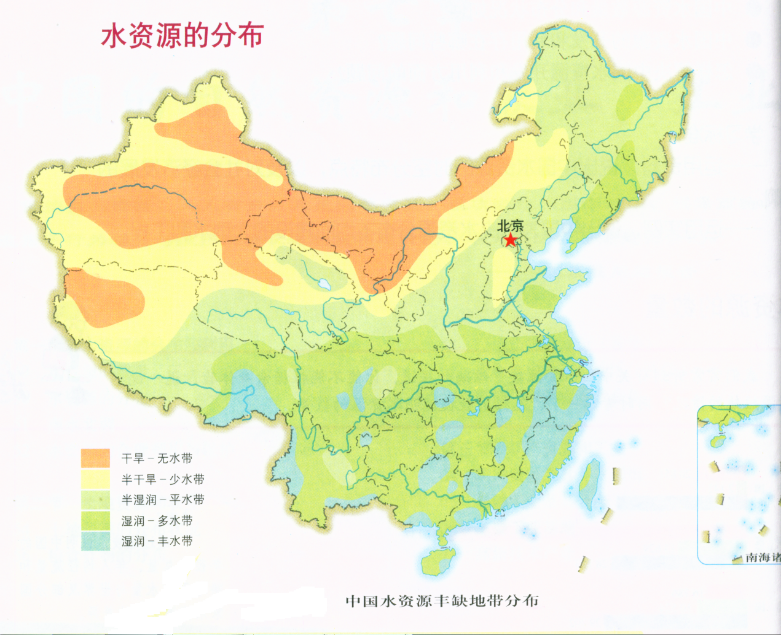 水资源的分布
北京
干旱－无水带
半干旱－少水带
半湿润－平水带
湿润－多水带
湿润－丰水带
南海诸
中国水资源丰缺地带分布